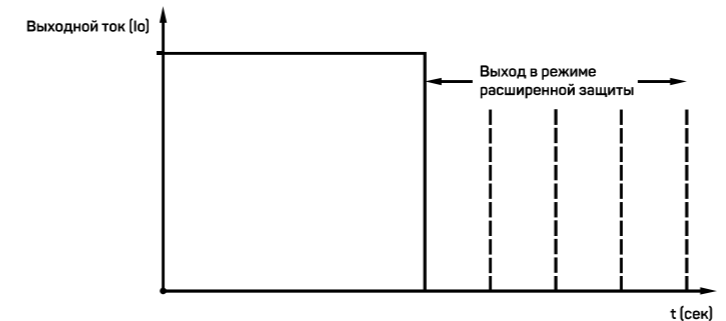 Выходной ток (Io)
Выход в режиме
расширенной защиты
t (сек)